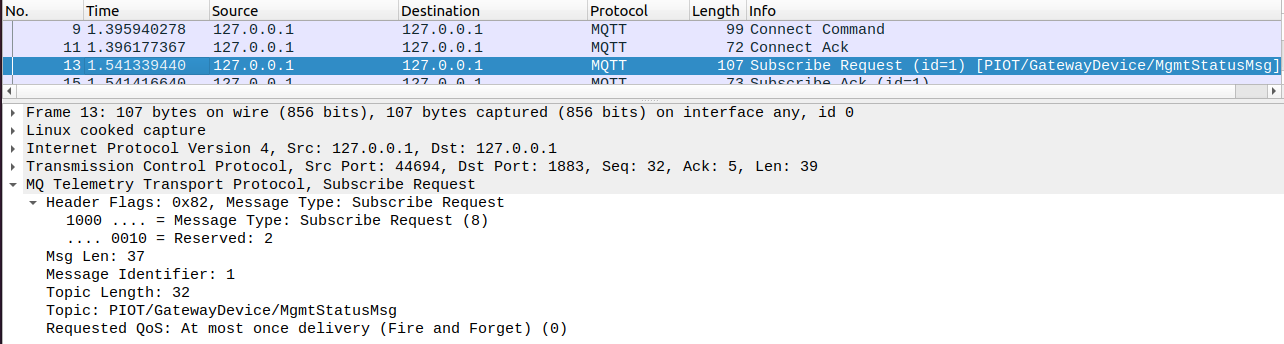 No. Time Source Destination Protocol Length Info
9 1.395940278 127.0.0.1 127.0.0.1 MQTT 99 Connect Command
11 1.396177367 127.0.0.1 127.0.0.1 MQTT 72 Connect Ack
13 1.541339440 127.0.0.1 127.0.0.1 MQTT 107 Subscribe Request (id=1) [PIOT/GatewayDevice/MgmtStatusMsg]
15 1.541416640 127.0.0.1 127.0.0.1 MQTT 73 Subscribe Ack (id=1)
Frame 13: 107 bytes on wire (856 bits), 107 bytes captured (856 bits) on interface any, id 0
Linux cooked capture
Internet Protocol Version 4, Src: 127.0.0.1, Dst: 127.0.0.1
Transmission Control Protocol, Src Port: 44694, Dst Port: 1883, Seq: 32, Ack: 5, Len: 39
MQ Telemetry Transport Protocol, Subscribe Request
Header Flags: 0x82, Message Type: Subscribe Request
1000 .... = Message Type: Subscribe Request (8)
.... 0010 = Reserved: 2
Msg Len: 37
Message Identifier: 1
Topic Length: 32
Topic: PIOT/GatewayDevice/MgmtStatusMsg
Requested QoS: At most once delivery (Fire and Forget) (0)